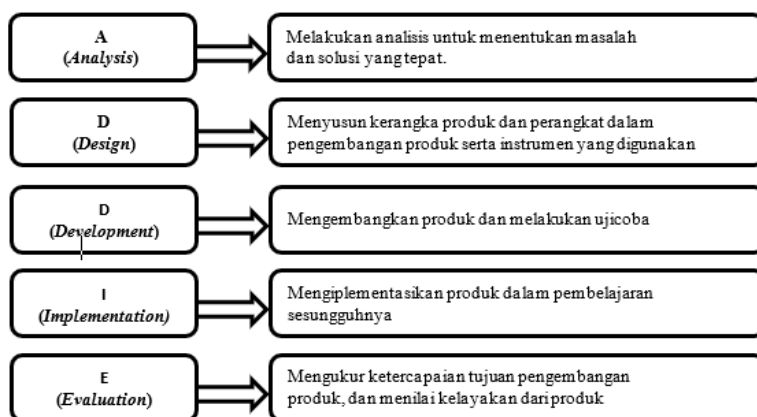 A
(Analysis)
Melakukan analisis untuk menentukan masalah
dan solusi yang tepat.
D
(Design)
Menyusun kerangka produk dan perangkat dalam
pengembangan produk serta instrumen yang digunakan
D
(Development)
Mengembangkan produk dan melakukan ujicoba
I
(Implementation)
Mengiplementasikan produk dalam pembelajaran
sesungguhnya
E
(Evaluation)
Mengukur ketercapaian tujuan pengembangan
produk, dan menilai kelayakan dari produk